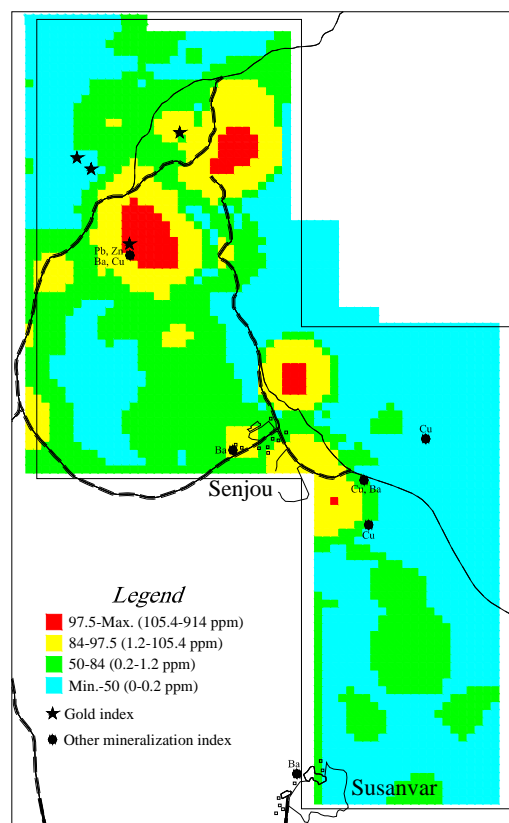 Pb, Zn
Ba, Cu
Cu
Ba
Cu, Ba
Senjou
Cu
Legend
97.5-Max. (105.4-914 ppm)
84-97.5 (1.2-105.4 ppm)
50-84 (0.2-1.2 ppm)
Min.-50 (0-0.2 ppm)
Gold index
Other mineralization index
Ba
Susanvar